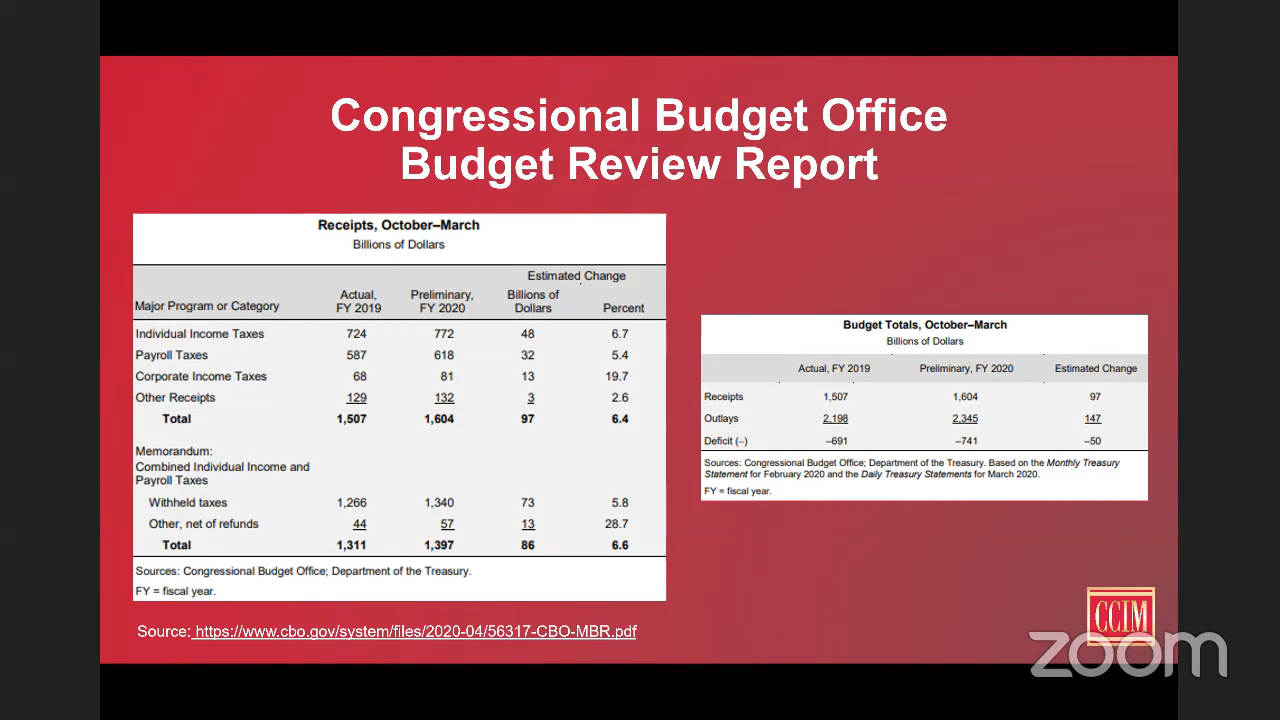 Congressional Budget Office
Budget Review Report
Receipts, October–March
Billions of Dollars
Estimated Change
Major Program or Category Actual, FY 2019 Preliminary, FY 2020 Billions of Dollars Percent
Individual Income Taxes 724 772 48 6.7
Payroll Taxes 587 618 32 5.4
Corporate Income Taxes 68 81 13 19.7
Other Receipts 129 132 3 2.6
Total 1,507 1,604 97 6.4
Memorandum:
Combined Individual Income and
Payroll Taxes
Withheld taxes 1,266 1,340 73 5.8
Other, net of refunds 44 57 13 28.7
Total 1,311 1,397 86 6.6
Sources: Congressional Budget Office; Department of the Treasury.
FY = fiscal year.
Source: https://www.cbo.gov/system/files/2020-04/56317-CBO-MBR.pdf
Budget Totals, October–March
Billions of Dollars
Actual, FY 2019 Preliminary, FY 2020 Estimated Change
Receipts 1,507 1,604 97
Outlays 2,198 2,345 147
Deficit (–) –691 –741 –50
Sources: Congressional Budget Office; Department of the Treasury. Based on the Monthly Treasury
Statement for February 2020 and the Daily Treasury Statements for March 2020.
FY = fiscal year.
CCIM
zoom